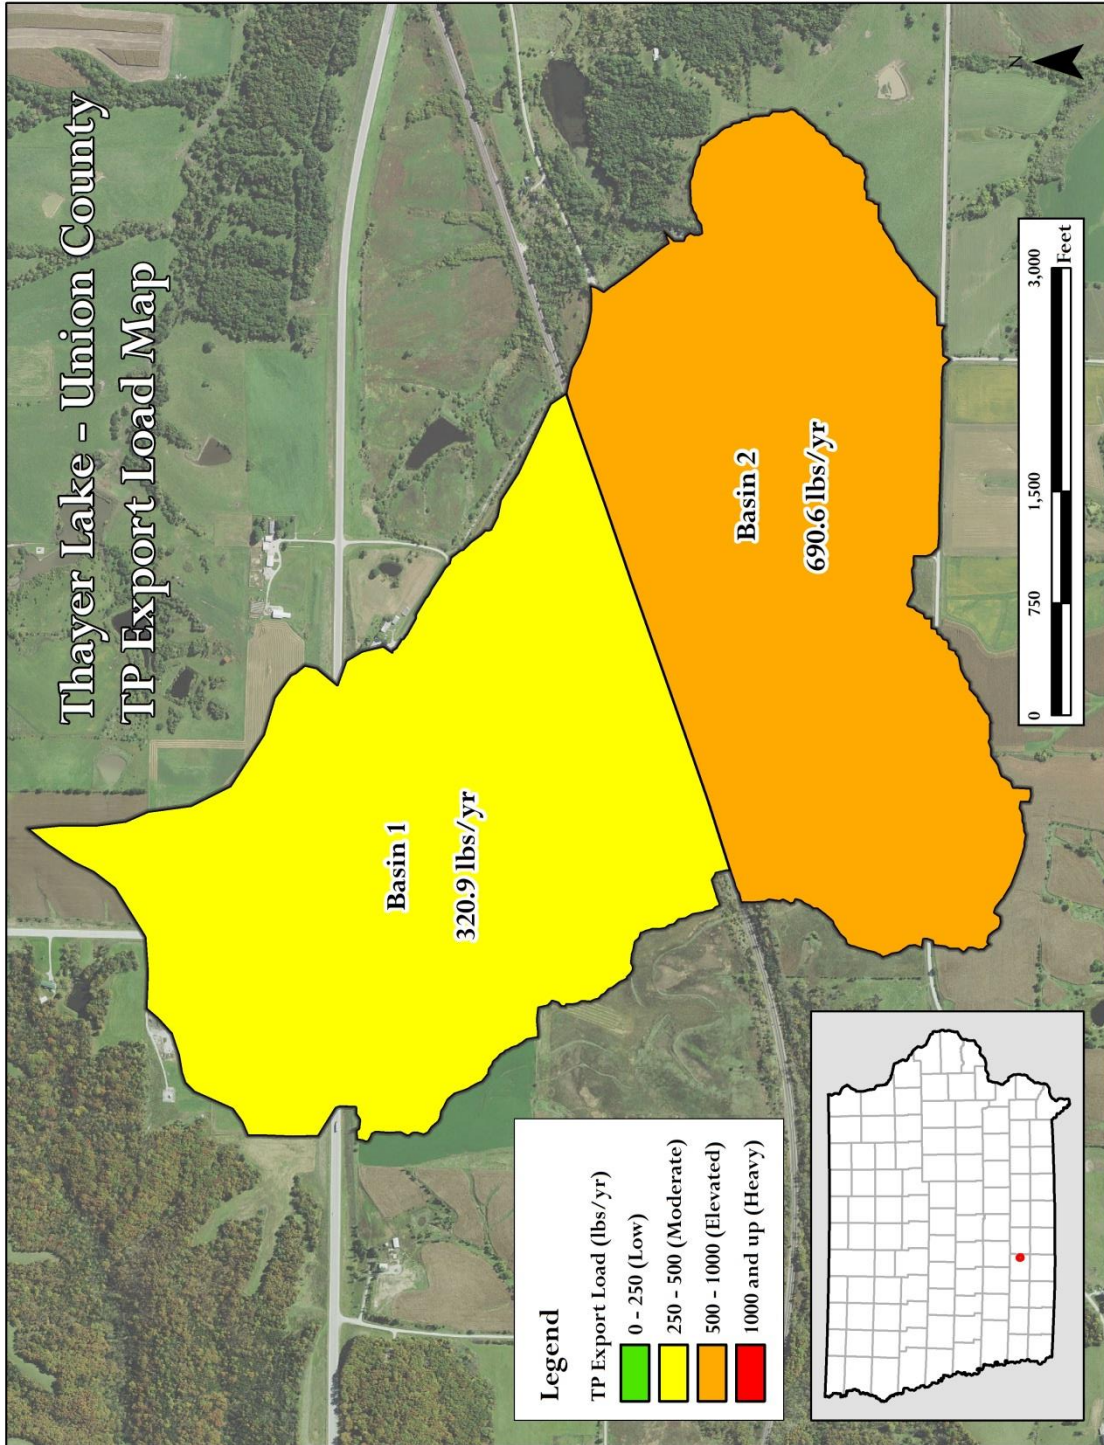 Thayer Lake - Union County
TP Export Load Map
N
Basin 1
320.9 lbs/yr
Basin 2
690.6 lbs/yr
Legend
TP Export Load (lbs/yr)
0 - 250 (Low)
250 - 500 (Moderate)
500 - 1000 (Elevated)
1000 and up (Heavy)
0 750 1,500 3,000
Feet